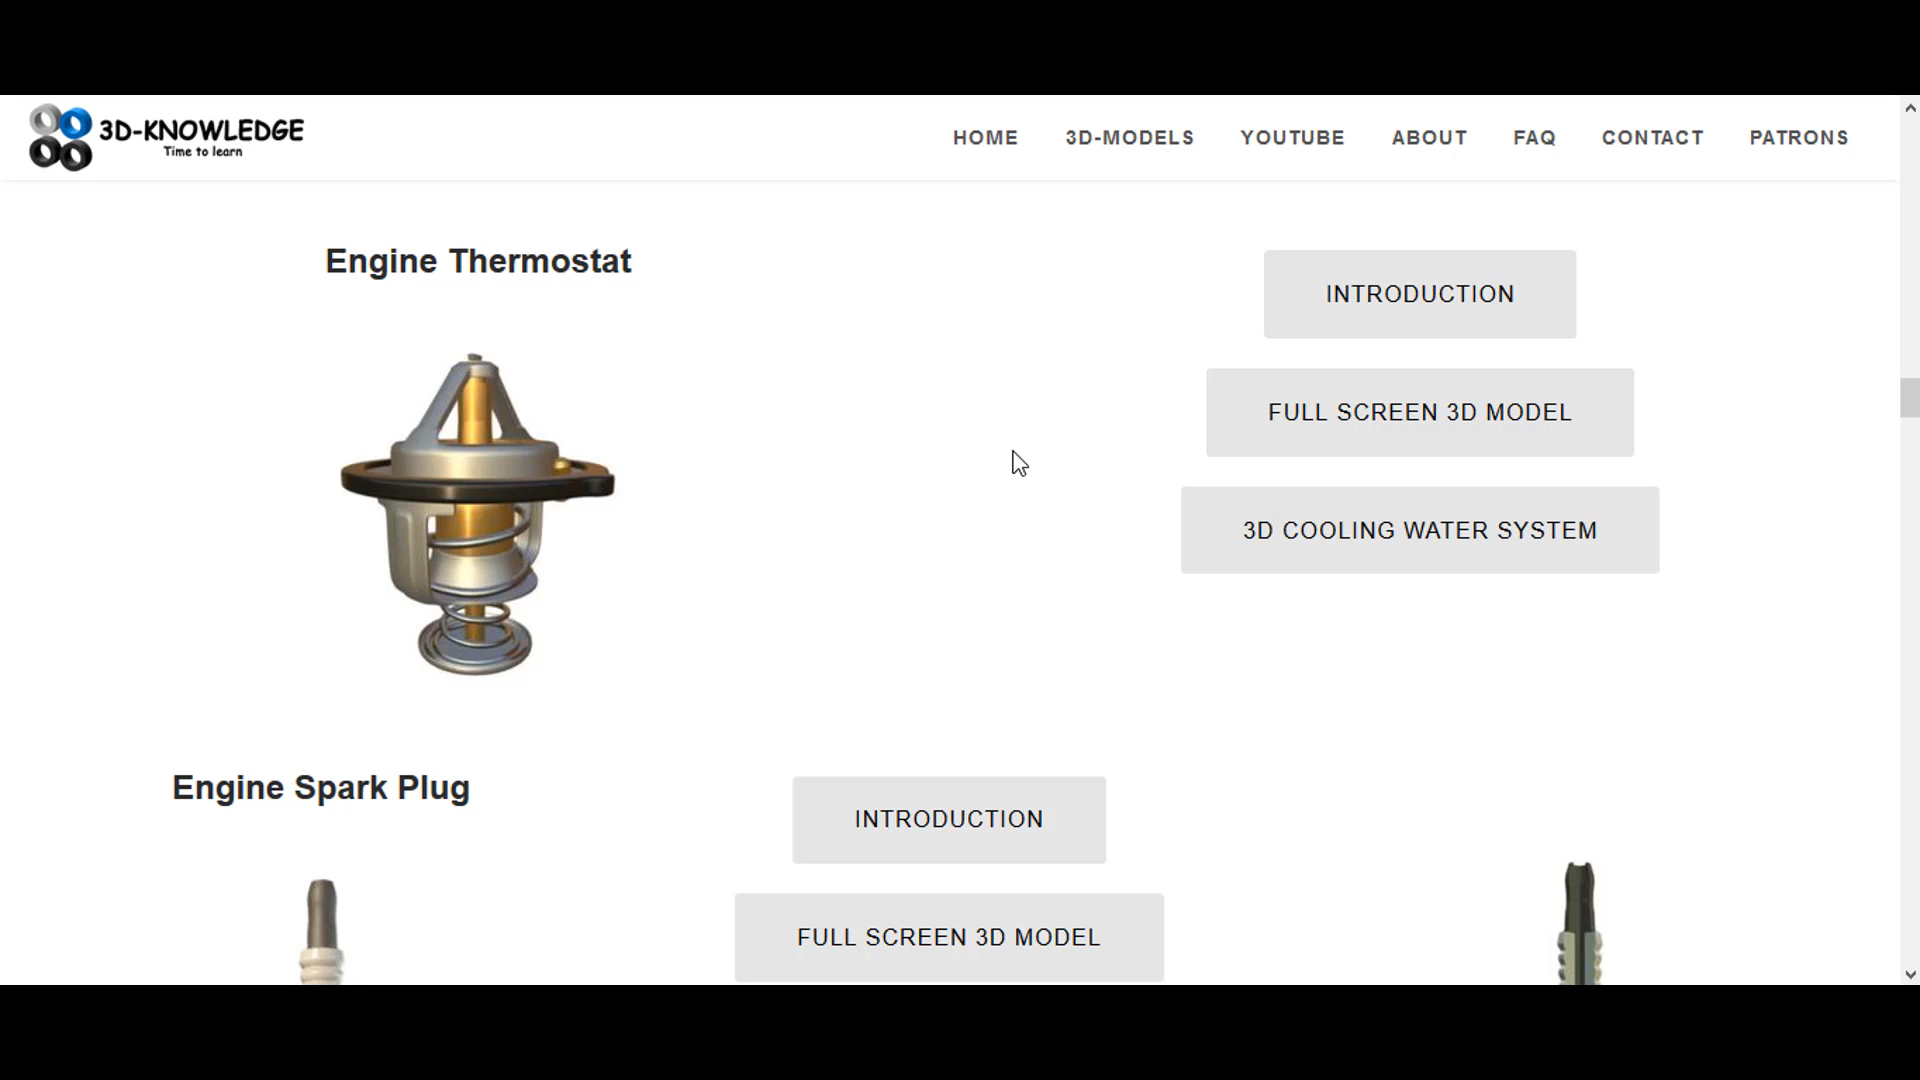 3D-KNOWLEDGE
Time to learn
HOME 3D-MODELS YOUTUBE ABOUT FAQ CONTACT PATRONS
Engine Thermostat
INTRODUCTION
FULL SCREEN 3D MODEL
3D COOLING WATER SYSTEM
Engine Spark Plug
INTRODUCTION
FULL SCREEN 3D MODEL